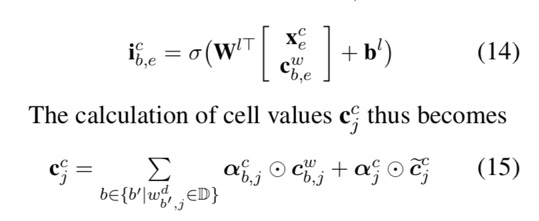 i^c_{b,e} = σ(W^{l⊤} [ x^c_e ; c^w_{b,e} ] + b^l) (14)
The calculation of cell values c^c_j thus becomes
c^c_j = ∑_{b∈{b′|w^d_{b′,j}∈𝔻}} α^c_{b,j} ⊙ c^w_{b,j} + α^c_j ⊙ c̃^c_j (15)